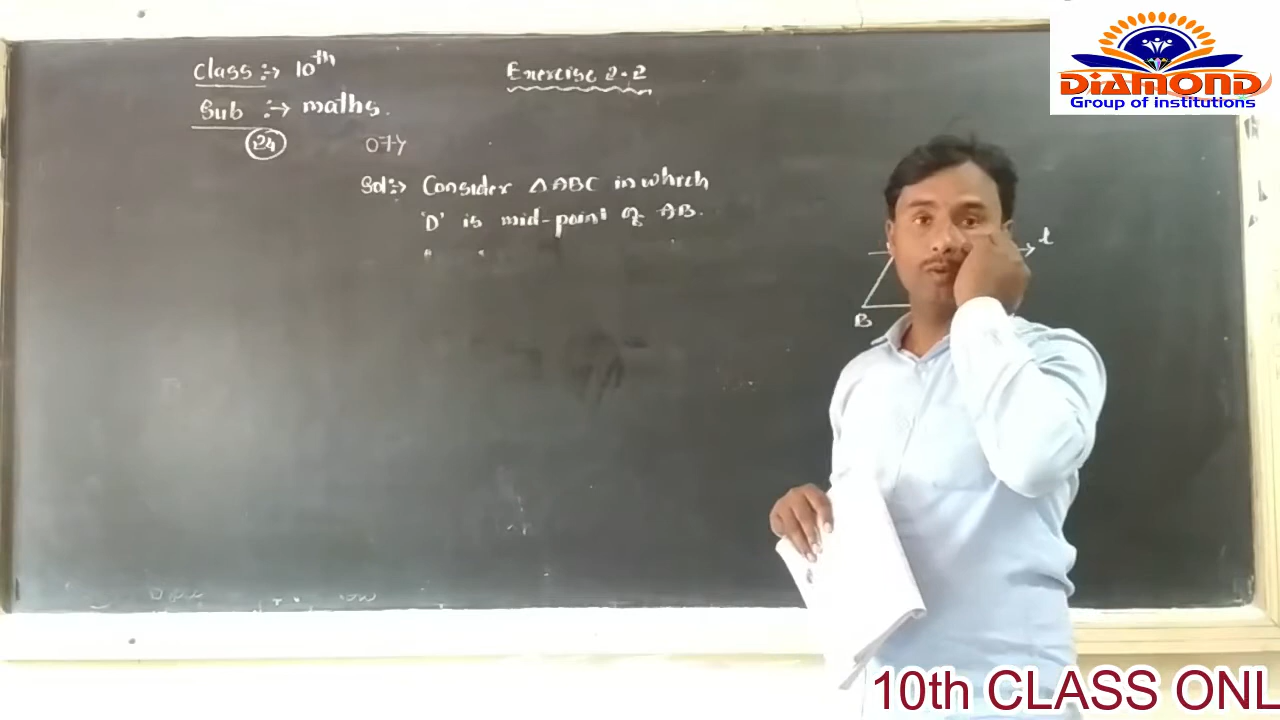 Class :→ 10th
Exercise 2.2
Sub :→ maths.
24
07Y
Sol :→ Consider △ABC in which
'D' is mid-point of AB.
l
B
DIAMOND
Group of institutions
10th CLASS ONL